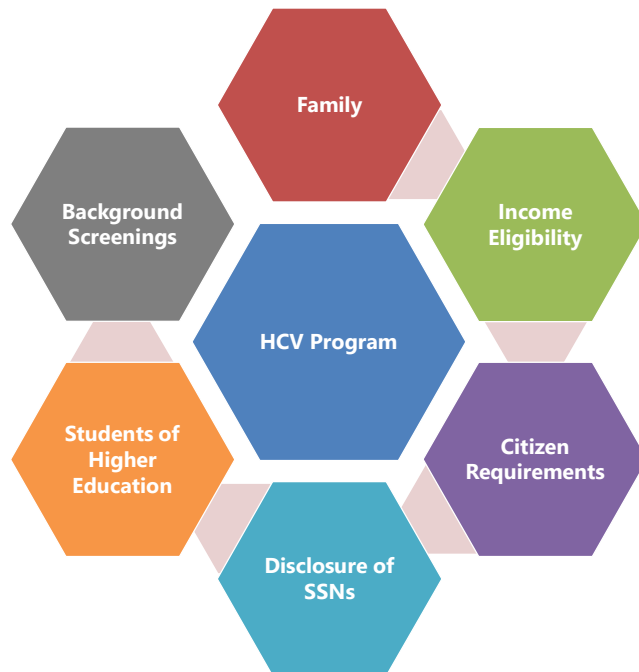 Family
Income
Eligibility
Background
Screenings
HCV Program
Citizen
Requirements
Students of
Higher
Education
Disclosure of
SSNs